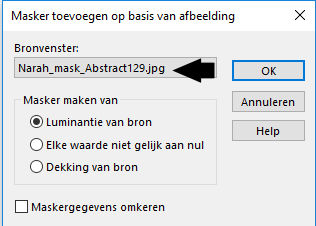 Masker toevoegen op basis van afbeelding
Bronvenster:
Narah_mask_Abstract129.jpg
OK
Masker maken van
Annuleren
Luminantie van bron
Help
Elke waarde niet gelijk aan nul
Dekking van bron
Maskergegevens omkeren